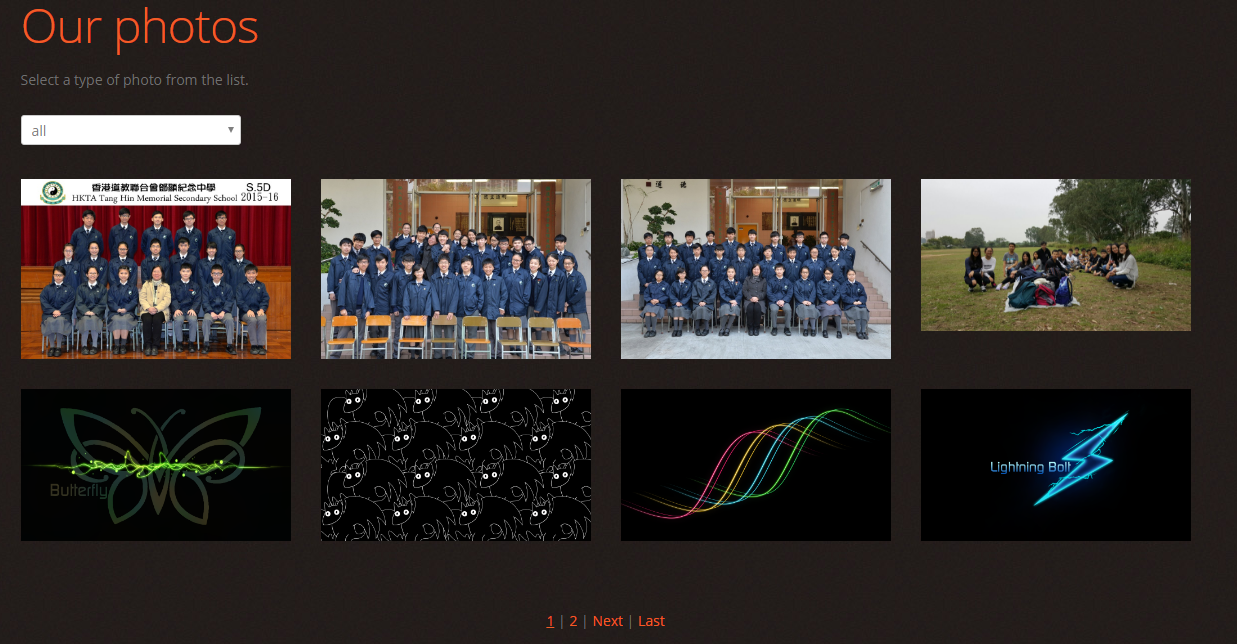 Our photos
Select a type of photo from the list.
all
香港道教聯合會鄧顯紀念中學 S.5D
HKTA Tang Hin Memorial Secondary School 2015-16
通 德
Butterfly
Lightning Bolt
1 | 2 | Next | Last